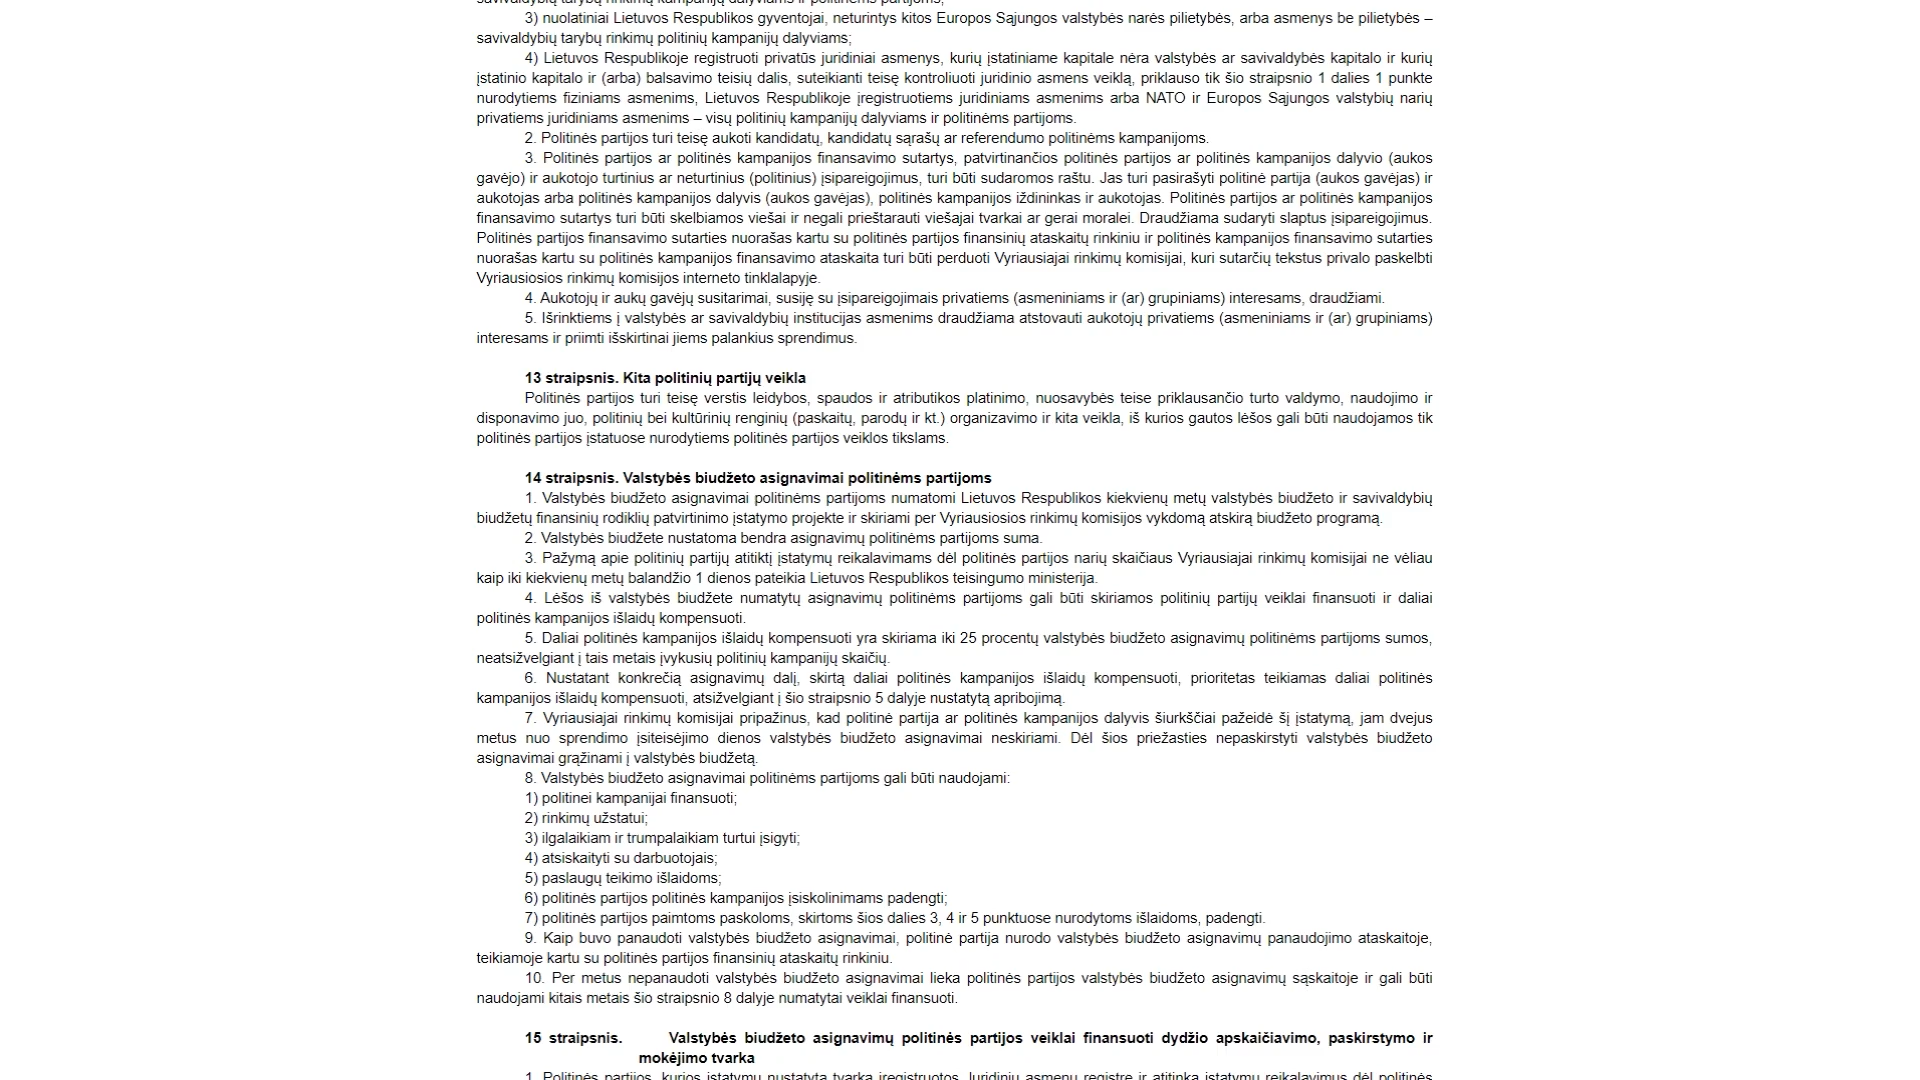 savivaldybių tarybų rinkimų politinių kampanijų dalyviams ir politinėms partijoms;
3) nuolatiniai Lietuvos Respublikos gyventojai, neturintys kitos Europos Sąjungos valstybės narės pilietybės, arba asmenys be pilietybės –
savivaldybių tarybų rinkimų politinių kampanijų dalyviams;
4) Lietuvos Respublikoje registruoti privatūs juridiniai asmenys, kurių įstatiniame kapitale nėra valstybės ar savivaldybės kapitalo ir kurių
įstatinio kapitalo ir (arba) balsavimo teisių dalis, suteikianti teisę kontroliuoti juridinio asmens veiklą, priklauso tik šio straipsnio 1 dalies 1 punkte
nurodytiems fiziniams asmenims, Lietuvos Respublikoje įregistruotiems juridiniams asmenims arba NATO ir Europos Sąjungos valstybių narių
privatiems juridiniams asmenims – visų politinių kampanijų dalyviams ir politinėms partijoms.
2. Politinės partijos turi teisę aukoti kandidatų, kandidatų sąrašų ar referendumo politinėms kampanijoms.
3. Politinės partijos ar politinės kampanijos finansavimo sutartys, patvirtinančios politinės partijos ar politinės kampanijos dalyvio (aukos
gavėjo) ir aukotojo turtinius ar neturtinius (politinius) įsipareigojimus, turi būti sudaromos raštu. Jas turi pasirašyti politinė partija (aukos gavėjas) ir
aukotojas arba politinės kampanijos dalyvis (aukos gavėjas), politinės kampanijos iždininkas ir aukotojas. Politinės partijos ar politinės kampanijos
finansavimo sutartys turi būti skelbiamos viešai ir negali prieštarauti viešajai tvarkai ar gerai moralei. Draudžiama sudaryti slaptus įsipareigojimus.
Politinės partijos finansavimo sutarties nuorašas kartu su politinės partijos finansinių ataskaitų rinkiniu ir politinės kampanijos finansavimo sutarties
nuorašas kartu su politinės kampanijos finansavimo ataskaita turi būti perduoti Vyriausiajai rinkimų komisijai, kuri sutarčių tekstus privalo paskelbti
Vyriausiosios rinkimų komisijos interneto tinklalapyje.
4. Aukotojų ir aukų gavėjų susitarimai, susiję su įsipareigojimais privatiems (asmeniniams ir (ar) grupiniams) interesams, draudžiami.
5. Išrinktiems į valstybės ar savivaldybių institucijas asmenims draudžiama atstovauti aukotojų privatiems (asmeniniams ir (ar) grupiniams)
interesams ir priimti išskirtinai jiems palankius sprendimus.
13 straipsnis. Kita politinių partijų veikla
Politinės partijos turi teisę verstis leidybos, spaudos ir atributikos platinimo, nuosavybės teise priklausančio turto valdymo, naudojimo ir
disponavimo juo, politinių bei kultūrinių renginių (paskaitų, parodų ir kt.) organizavimo ir kita veikla, iš kurios gautos lėšos gali būti naudojamos tik
politinės partijos įstatuose nurodytiems politinės partijos veiklos tikslams.
14 straipsnis. Valstybės biudžeto asignavimai politinėms partijoms
1. Valstybės biudžeto asignavimai politinėms partijoms numatomi Lietuvos Respublikos kiekvienų metų valstybės biudžeto ir savivaldybių
biudžetų finansinių rodiklių patvirtinimo įstatymo projekte ir skiriami per Vyriausiosios rinkimų komisijos vykdomą atskirą biudžeto programą.
2. Valstybės biudžete nustatoma bendra asignavimų politinėms partijoms suma.
3. Pažymą apie politinių partijų atitiktį įstatymų reikalavimams dėl politinės partijos narių skaičiaus Vyriausiajai rinkimų komisijai ne vėliau
kaip iki kiekvienų metų balandžio 1 dienos pateikia Lietuvos Respublikos teisingumo ministerija.
4. Lėšos iš valstybės biudžete numatytų asignavimų politinėms partijoms gali būti skiriamos politinių partijų veiklai finansuoti ir daliai
politinės kampanijos išlaidų kompensuoti.
5. Daliai politinės kampanijos išlaidų kompensuoti yra skiriama iki 25 procentų valstybės biudžeto asignavimų politinėms partijoms sumos,
neatsižvelgiant į tais metais įvykusių politinių kampanijų skaičių.
6. Nustatant konkrečią asignavimų dalį, skirtą daliai politinės kampanijos išlaidų kompensuoti, prioritetas teikiamas daliai politinės
kampanijos išlaidų kompensuoti, atsižvelgiant į šio straipsnio 5 dalyje nustatytą apribojimą.
7. Vyriausiajai rinkimų komisijai pripažinus, kad politinė partija ar politinės kampanijos dalyvis šiurkščiai pažeidė šį įstatymą, jam dvejus
metus nuo sprendimo įsiteisėjimo dienos valstybės biudžeto asignavimai neskiriami. Dėl šios priežasties nepaskirstyti valstybės biudžeto
asignavimai grąžinami į valstybės biudžetą.
8. Valstybės biudžeto asignavimai politinėms partijoms gali būti naudojami:
1) politinei kampanijai finansuoti;
2) rinkimų užstatui;
3) ilgalaikiam ir trumpalaikiam turtui įsigyti;
4) atsiskaityti su darbuotojais;
5) paslaugų teikimo išlaidoms;
6) politinės partijos politinės kampanijos įsiskolinimams padengti;
7) politinės partijos paimtoms paskoloms, skirtoms šios dalies 3, 4 ir 5 punktuose nurodytoms išlaidoms, padengti.
9. Kaip buvo panaudoti valstybės biudžeto asignavimai, politinė partija nurodo valstybės biudžeto asignavimų panaudojimo ataskaitoje,
teikiamoje kartu su politinės partijos finansinių ataskaitų rinkiniu.
10. Per metus nepanaudoti valstybės biudžeto asignavimai lieka politinės partijos valstybės biudžeto asignavimų sąskaitoje ir gali būti
naudojami kitais metais šio straipsnio 8 dalyje numatytai veiklai finansuoti.
15 straipsnis. Valstybės biudžeto asignavimų politinės partijos veiklai finansuoti dydžio apskaičiavimo, paskirstymo ir
mokėjimo tvarka
1. Politinės partijos, kurios įstatymų nustatyta tvarka įregistruotos Juridinių asmenų registre ir atitinka įstatymų reikalavimus dėl politinės